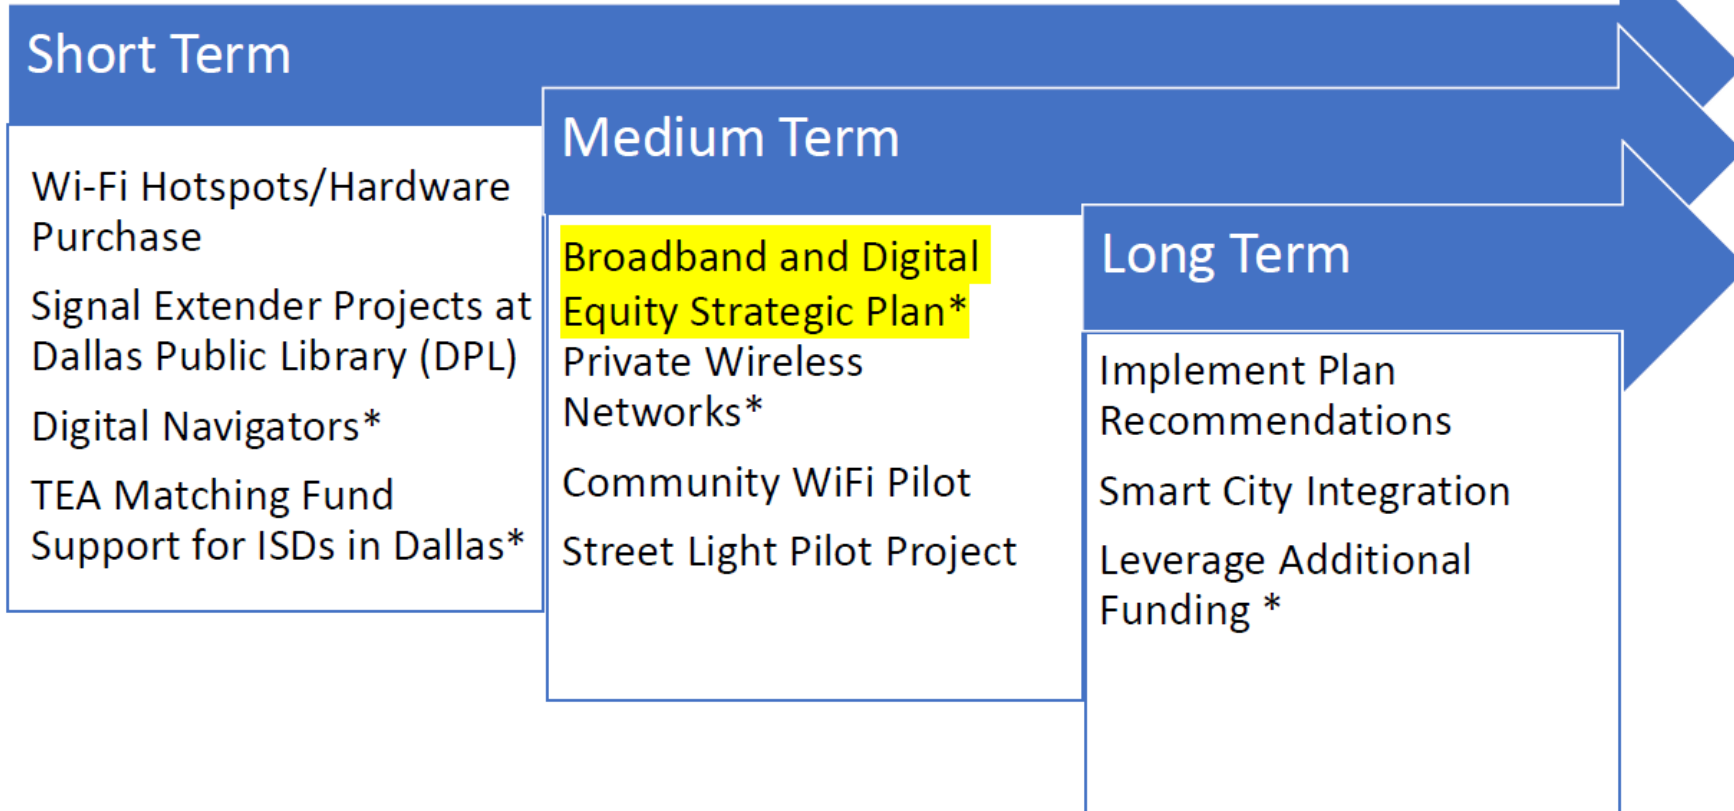 Short Term
Wi-Fi Hotspots/Hardware
Purchase
Signal Extender Projects at
Dallas Public Library (DPL)
Digital Navigators*
TEA Matching Fund
Support for ISDs in Dallas*
Medium Term
Broadband and Digital
Equity Strategic Plan*
Private Wireless
Networks*
Community WiFi Pilot
Street Light Pilot Project
Long Term
Implement Plan
Recommendations
Smart City Integration
Leverage Additional
Funding *